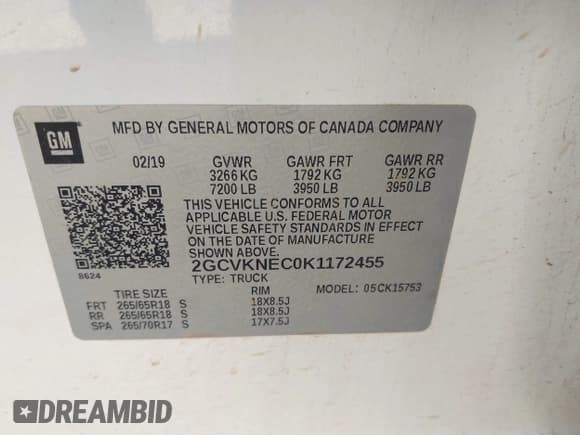 GM
MFD BY GENERAL MOTORS OF CANADA COMPANY
02/19 GVWR GAWR FRT GAWR RR
3266 KG 1792 KG 1792 KG
7200 LB 3950 LB 3950 LB
THIS VEHICLE CONFORMS TO ALL
APPLICABLE U.S. FEDERAL MOTOR
VEHICLE SAFETY STANDARDS IN EFFECT
ON THE DATE OF MANUFACTURE
SHOWN ABOVE.
8624
2GCVKNEC0K1172455
TYPE: TRUCK
MODEL: 05CK15753
TIRE SIZE RIM
FRT 265/65R18 S 18X8.5J
RR 265/65R18 S 18X8.5J
SPA 265/70R17 S 17X7.5J
DREAMBID